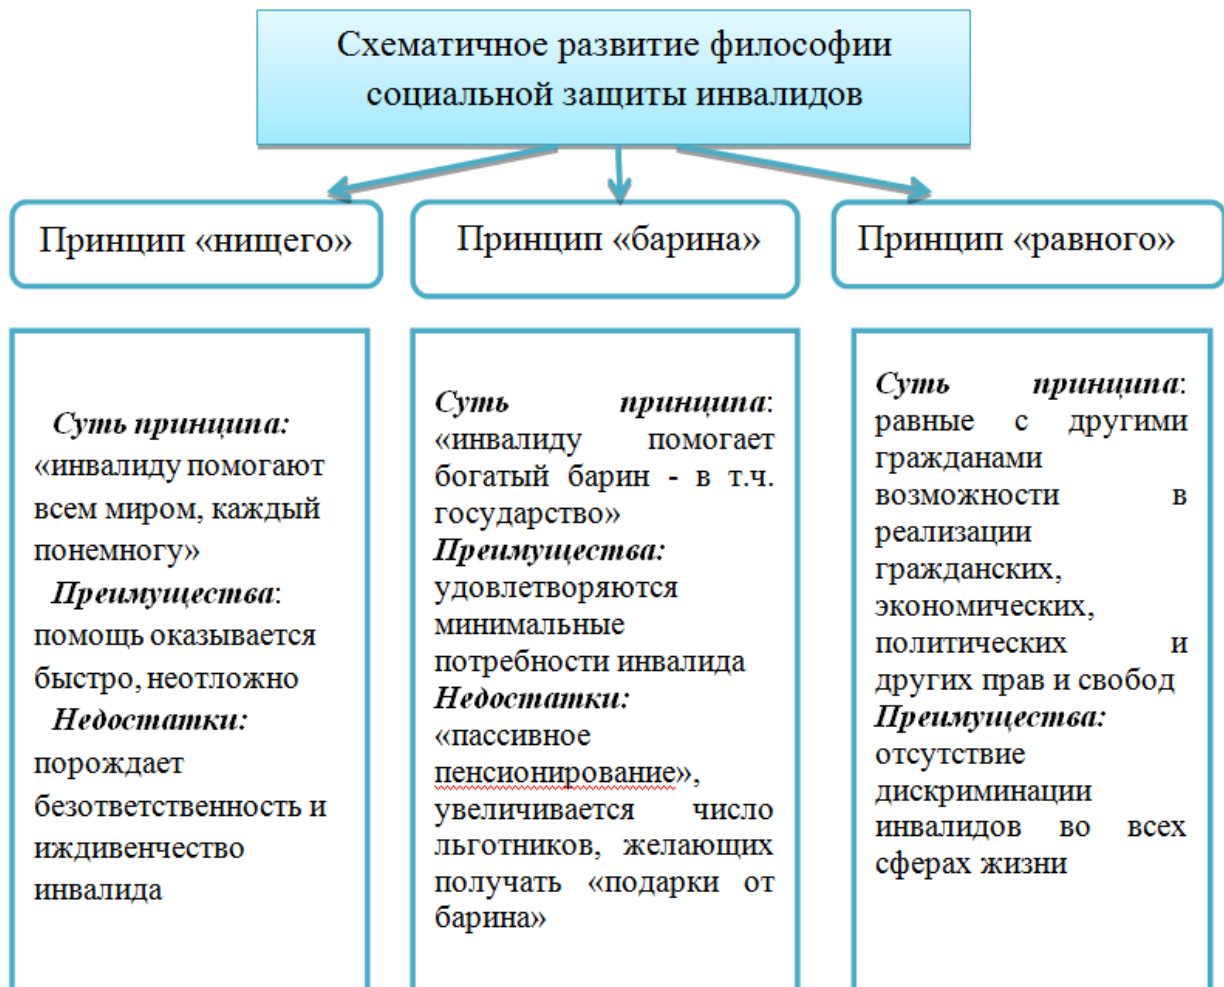 Схематичное развитие философии
социальной защиты инвалидов
Принцип «нищего»
Принцип «барина»
Принцип «равного»
Суть принципа:
«инвалиду помогают
всем миром, каждый
понемногу»
Преимущества:
помощь оказывается
быстро, неотложно
Недостатки:
порождает
безответственность и
иждивенчество
инвалида
Суть принципа:
«инвалиду помогает
богатый барин - в т.ч.
государство»
Преимущества:
удовлетворяются
минимальные
потребности инвалида
Недостатки:
«пассивное
пенсионирование»,
увеличивается число
льготников, желающих
получать «подарки от
барина»
Суть принципа:
равные с другими
гражданами
возможности в
реализации
гражданских,
экономических,
политических и
других прав и свобод
Преимущества:
отсутствие
дискриминации
инвалидов во всех
сферах жизни